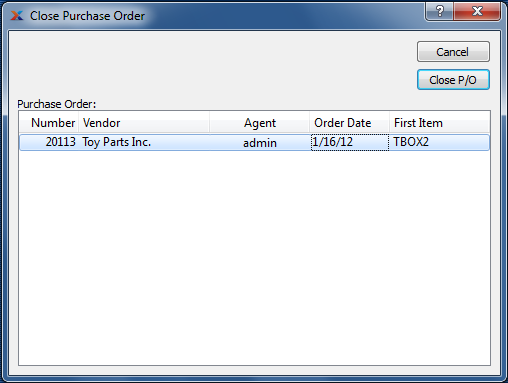 Close Purchase Order
Cancel
Close P/O
Purchase Order:
Number Vendor Agent Order Date First Item
20113 Toy Parts Inc. admin 1/16/12 TBOX2